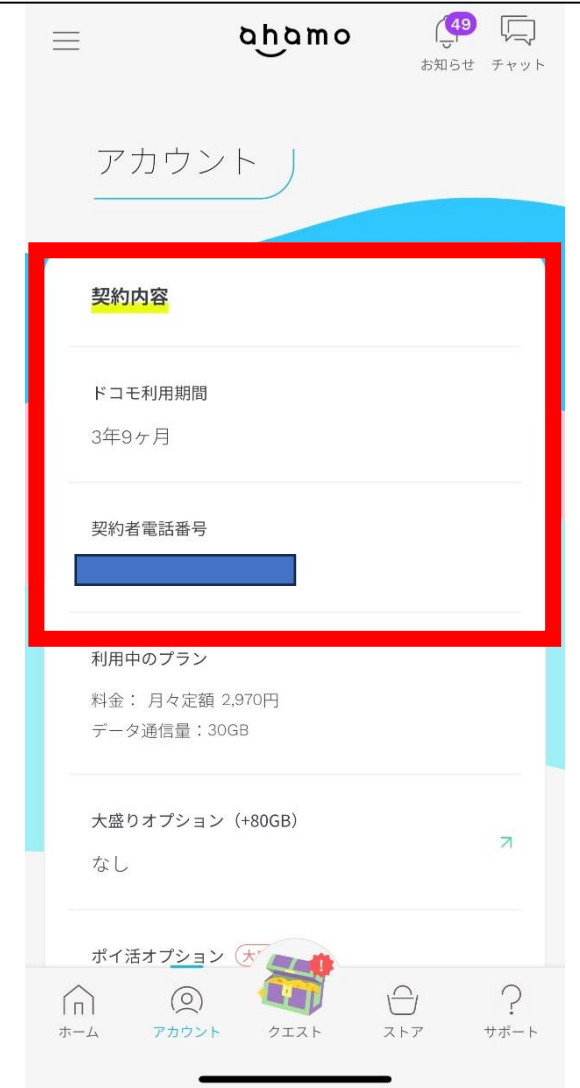 ahamo
49
お知らせ チャット
アカウント
契約内容
ドコモ利用期間
3年9ヶ月
契約者電話番号
利用中のプラン
料金： 月々定額 2,970円
データ通信量：30GB
大盛りオプション（+80GB）
なし
ポイ活オプション 大
!
ホーム アカウント クエスト ストア サポート